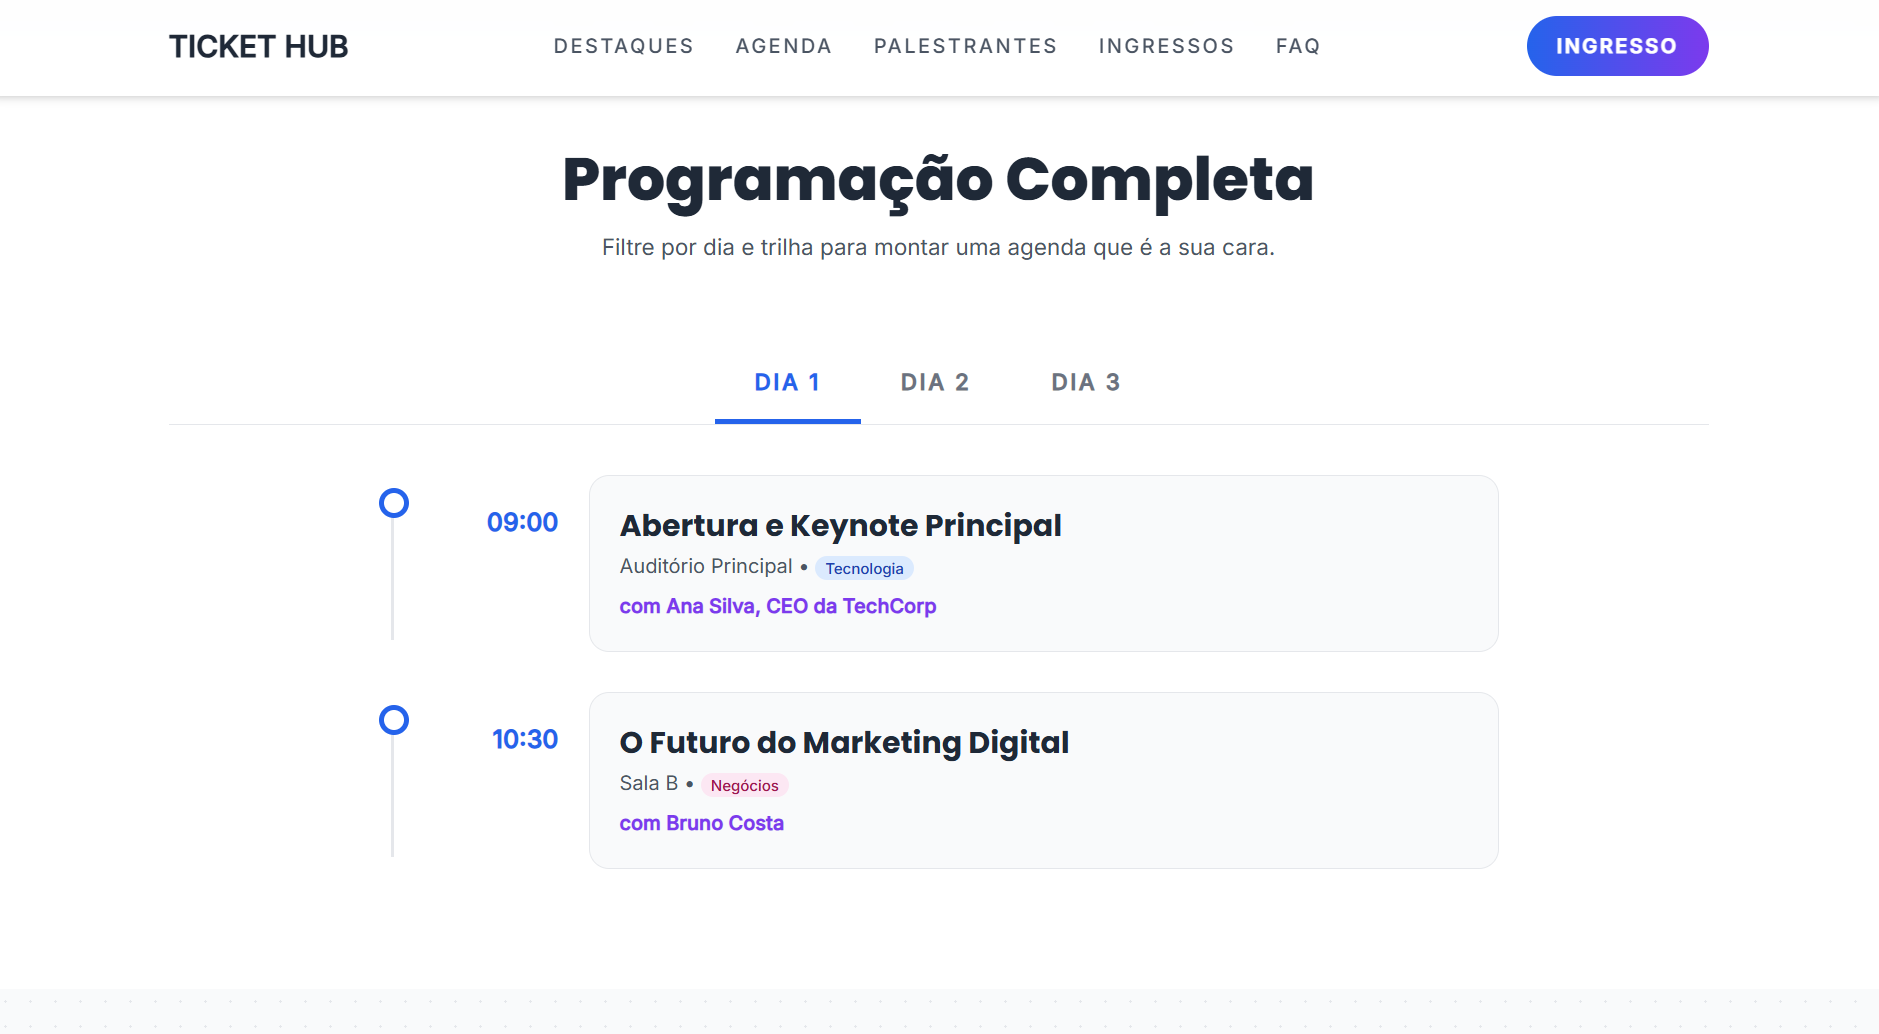 TICKET HUB
DESTAQUES AGENDA PALESTRANTES INGRESSOS FAQ
INGRESSO
Programação Completa
Filtre por dia e trilha para montar uma agenda que é a sua cara.
DIA 1 DIA 2 DIA 3
09:00
Abertura e Keynote Principal
Auditório Principal • Tecnologia
com Ana Silva, CEO da TechCorp
10:30
O Futuro do Marketing Digital
Sala B • Negócios
com Bruno Costa